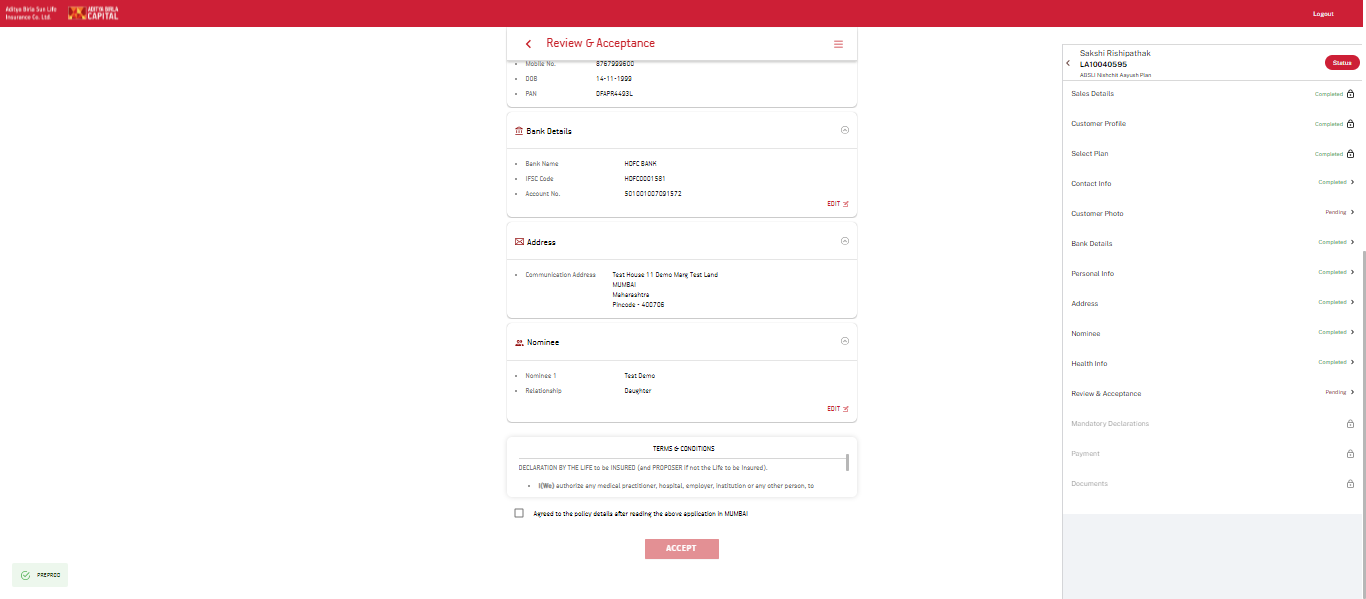 Aditya Birla Sun Life
Insurance Co. Ltd.
ADITYA BIRLA
CAPITAL
Logout
Review & Acceptance
Mobile No. 8767999600
DOB 14-11-1999
PAN DFAPR4493L
Bank Details
Bank Name HDFC BANK
IFSC Code HDFC0001581
Account No. 501001007091572
EDIT
Address
Communication Address Test House 11 Demo Marg Test Land
MUMBAI
Maharashtra
Pincode - 400706
Nominee
Nominee 1 Test Demo
Relationship Daughter
EDIT
TERMS & CONDITIONS
DECLARATION BY THE LIFE to be INSURED (and PROPOSER if not the Life to be Insured).
I(We) authorize any medical practitioner, hospital, employer, institution or any other person, to
Agreed to the policy details after reading the above application in MUMBAI
ACCEPT
PREPROD
Sakshi Rishipathak
LA10040595
ABSLI Nishchit Aayush Plan
Status
Sales Details Completed
Customer Profile Completed
Select Plan Completed
Contact Info Completed
Customer Photo Pending
Bank Details Completed
Personal Info Completed
Address Completed
Nominee Completed
Health Info Completed
Review & Acceptance Pending
Mandatory Declarations
Payment
Documents